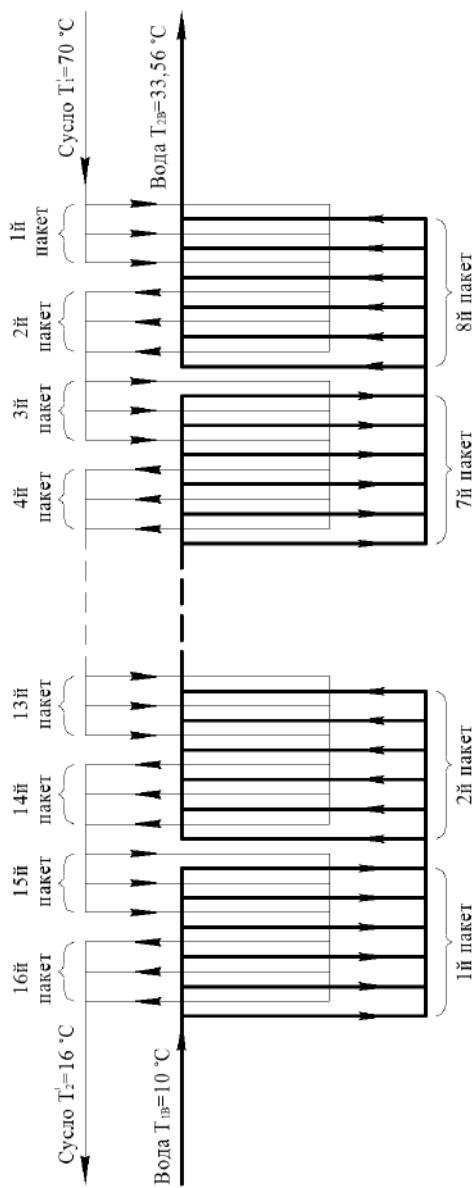 Сусло T'₂=16 °C
16й
пакет
15й
пакет
14й
пакет
13й
пакет
4й
пакет
3й
пакет
2й
пакет
1й
пакет
Сусло T'₁=70 °C
Вода T₁В=10 °C
Вода T₂В=33,56 °C
1й пакет
2й пакет
7й пакет
8й пакет